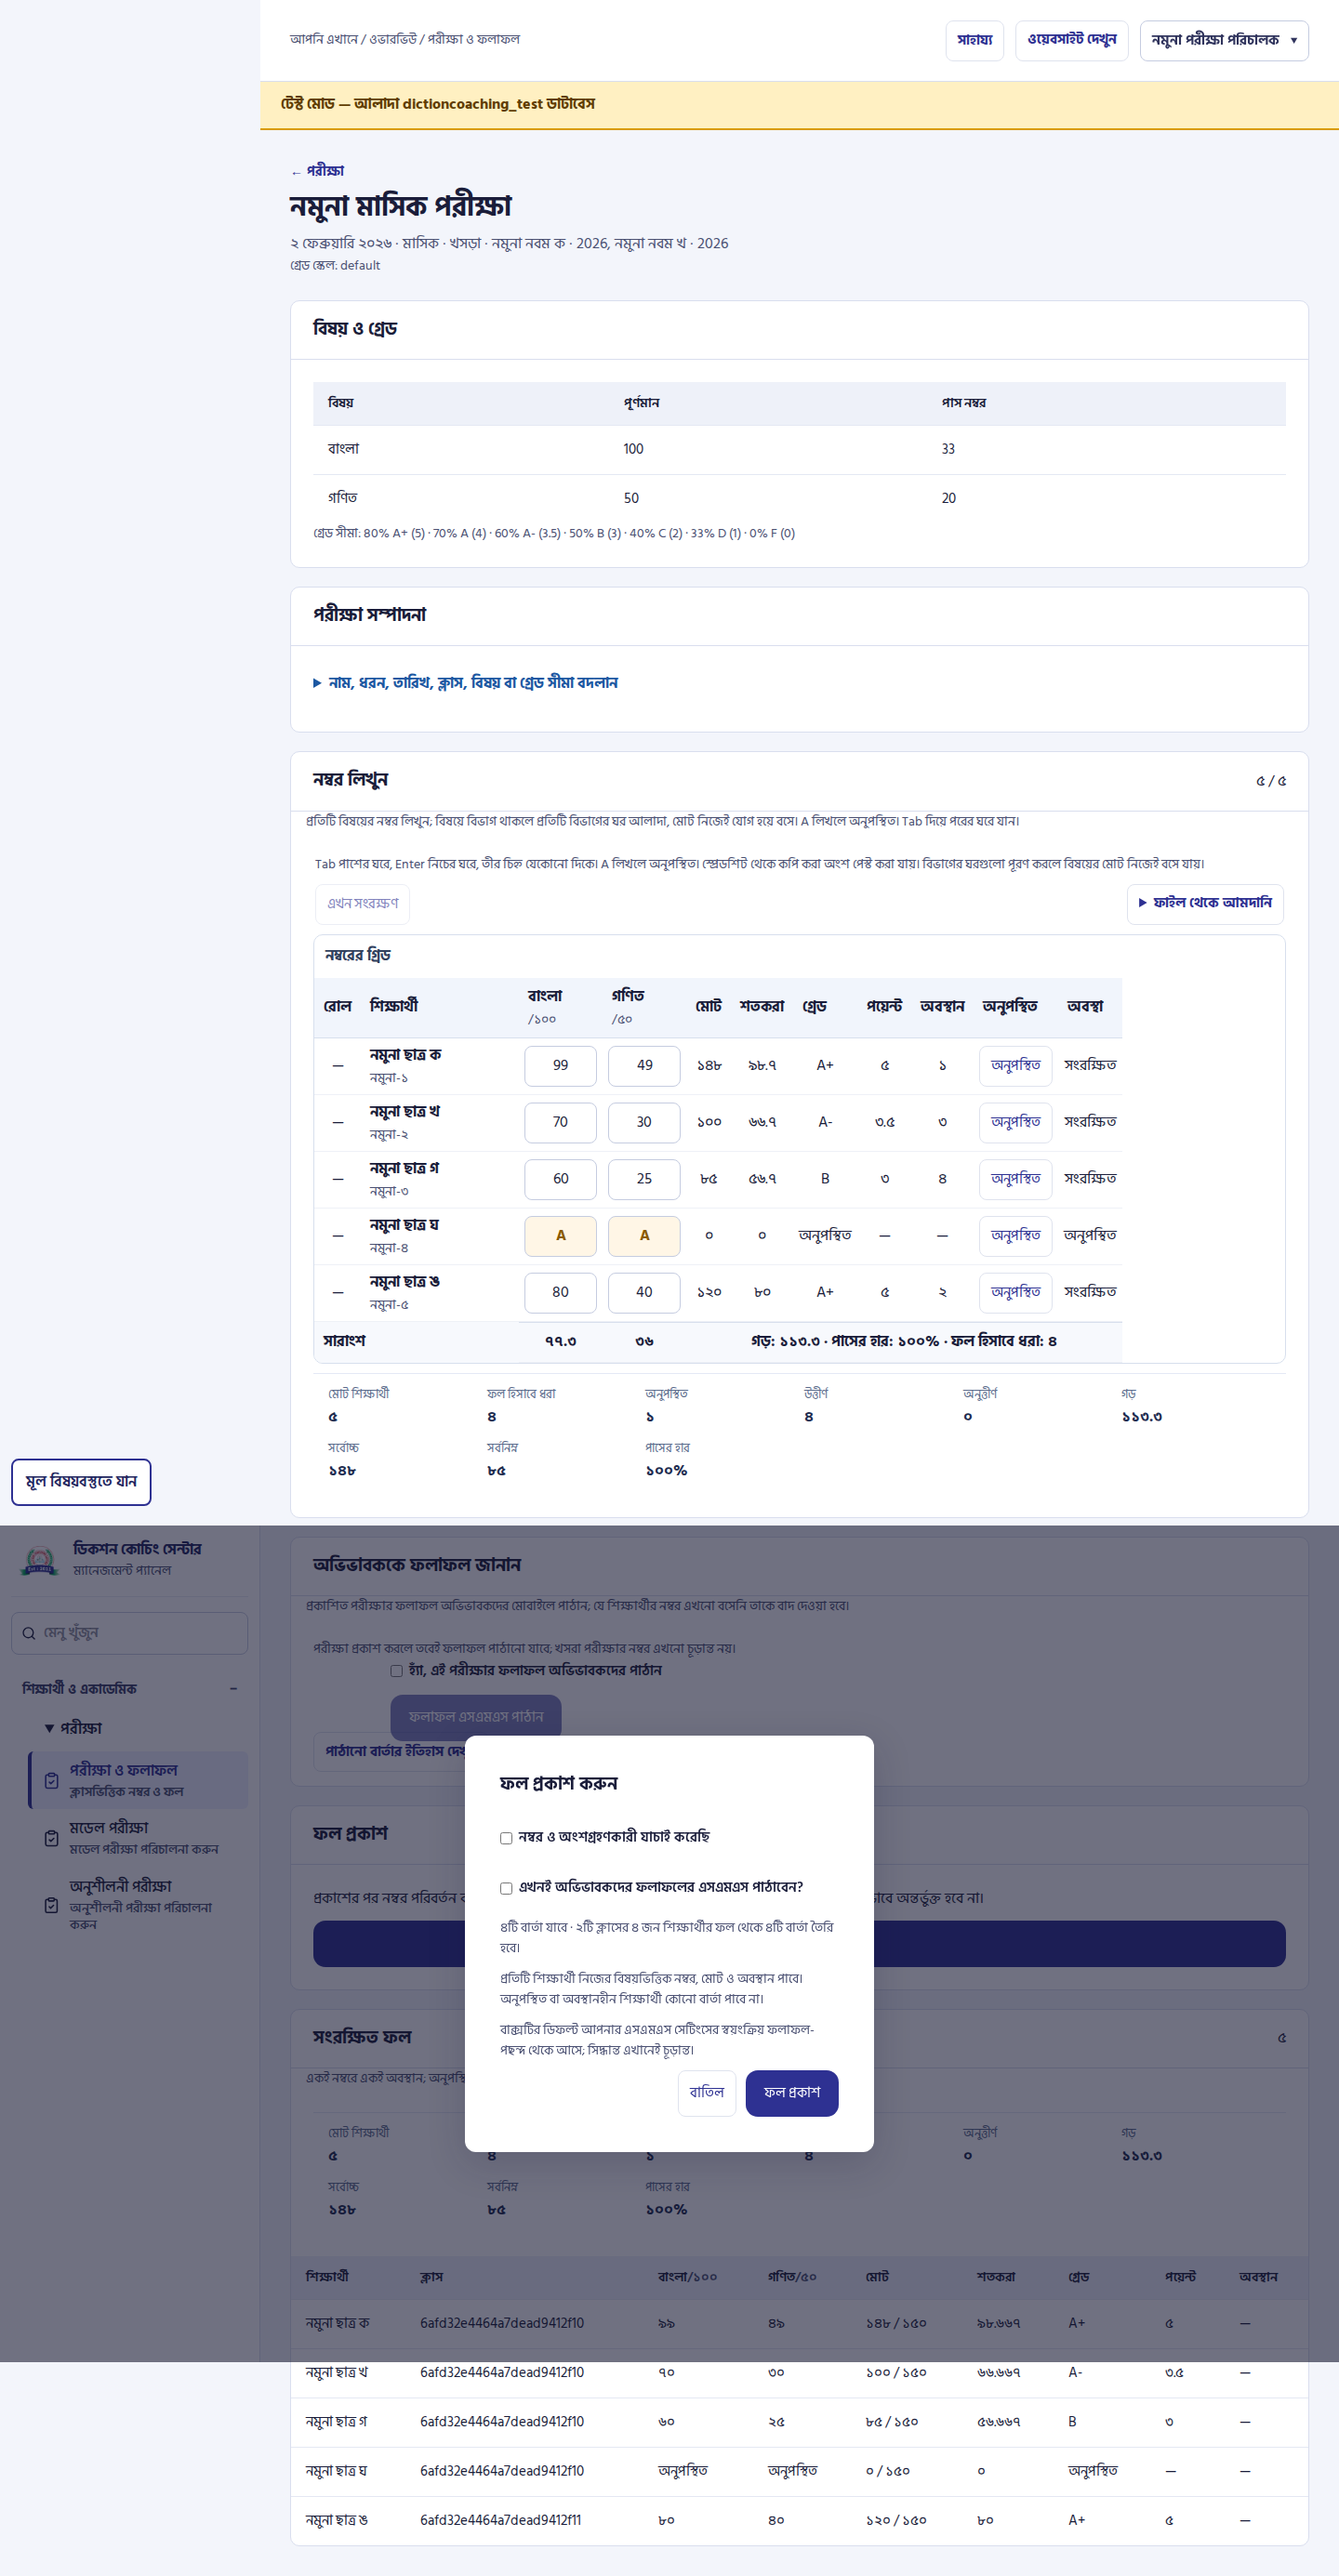 আপনি এখানে / ওভারভিউ / পরীক্ষা ও ফলাফল
সাহায্য
ওয়েবসাইট দেখুন
নমুনা পরীক্ষা পরিচালক ▾
টেস্ট মোড — আলাদা dictioncoaching_test ডাটাবেস
← পরীক্ষা
নমুনা মাসিক পরীক্ষা
২ ফেব্রুয়ারি ২০২৬ · মাসিক · খসড়া · নমুনা নবম ক · 2026, নমুনা নবম খ · 2026
গ্রেড স্কেল: default
বিষয় ও গ্রেড
বিষয় পূর্ণমান পাস নম্বর
বাংলা 100 33
গণিত 50 20
গ্রেড সীমা: 80% A+ (5) · 70% A (4) · 60% A- (3.5) · 50% B (3) · 40% C (2) · 33% D (1) · 0% F (0)
পরীক্ষা সম্পাদনা
▶ নাম, ধরন, তারিখ, ক্লাস, বিষয় বা গ্রেড সীমা বদলান
নম্বর লিখুন ৫ / ৫
প্রতিটি বিষয়ের নম্বর লিখুন; বিষয়ে বিভাগ থাকলে প্রতিটি বিভাগের ঘর আলাদা, মোট নিজেই যোগ হয়ে বসে। A লিখলে অনুপস্থিত। Tab দিয়ে পরের ঘরে যান।
Tab পাশের ঘরে, Enter নিচের ঘরে, তীর চিহ্ন যেকোনো দিকে। A লিখলে অনুপস্থিত। স্প্রেডশিট থেকে কপি করা অংশ পেস্ট করা যায়। বিভাগের ঘরগুলো পূরণ করলে বিষয়ের মোট নিজেই বসে যায়।
এখন সংরক্ষণ
▶ ফাইল থেকে আমদানি
নম্বরের গ্রিড
রোল শিক্ষার্থী বাংলা /১০০ গণিত /৫০ মোট শতকরা গ্রেড পয়েন্ট অবস্থান অনুপস্থিত অবস্থা
— নমুনা ছাত্র ক 99 49 ১৪৮ ৯৮.৭ A+ ৫ ১ অনুপস্থিত সংরক্ষিত
নমুনা-১
— নমুনা ছাত্র খ 70 30 ১০০ ৬৬.৭ A- ৩.৫ ৩ অনুপস্থিত সংরক্ষিত
নমুনা-২
— নমুনা ছাত্র গ 60 25 ৮৫ ৫৬.৭ B ৩ ৪ অনুপস্থিত সংরক্ষিত
নমুনা-৩
— নমুনা ছাত্র ঘ A A ০ ০ অনুপস্থিত — — অনুপস্থিত অনুপস্থিত
নমুনা-৪
— নমুনা ছাত্র ঙ 80 40 ১২০ ৮০ A+ ৫ ২ অনুপস্থিত সংরক্ষিত
নমুনা-৫
সারাংশ ৭৭.৩ ৩৬ গড়: ১১৩.৩ · পাসের হার: ১০০% · ফল হিসাবে ধরা: ৪
মোট শিক্ষার্থী ফল হিসাবে ধরা অনুপস্থিত উত্তীর্ণ অনুত্তীর্ণ গড়
৫ ৪ ১ ৪ ০ ১১৩.৩
সর্বোচ্চ সর্বনিম্ন পাসের হার
১৪৮ ৮৫ ১০০%
মূল বিষয়বস্তুতে যান
ডিকশন কোচিং সেন্টার
ম্যানেজমেন্ট প্যানেল
মেনু খুঁজুন
শিক্ষার্থী ও একাডেমিক −
▼ পরীক্ষা
পরীক্ষা ও ফলাফল
ক্লাসভিত্তিক নম্বর ও ফল
মডেল পরীক্ষা
মডেল পরীক্ষা পরিচালনা করুন
অনুশীলনী পরীক্ষা
অনুশীলনী পরীক্ষা পরিচালনা
করুন
অভিভাবককে ফলাফল জানান
প্রকাশিত পরীক্ষার ফলাফল অভিভাবকদের মোবাইলে পাঠান; যে শিক্ষার্থীর নম্বর এখনো বসেনি তাকে বাদ দেওয়া হবে।
পরীক্ষা প্রকাশ করলে তবেই ফলাফল পাঠানো যাবে; খসরা পরীক্ষার নম্বর এখনো চূড়ান্ত নয়।
হ্যাঁ, এই পরীক্ষার ফলাফল অভিভাবকদের পাঠান
ফলাফল এসএমএস পাঠান
পাঠানো বার্তার ইতিহাস
ফল প্রকাশ করুন
নম্বর ও অংশগ্রহণকারী যাচাই করেছি
এখনই অভিভাবকদের ফলাফলের এসএমএস পাঠাবেন?
৪টি বার্তা যাবে · ২টি ক্লাসের ৪ জন শিক্ষার্থীর ফল থেকে ৪টি বার্তা তৈরি
হবে।
প্রতিটি শিক্ষার্থী নিজের বিষয়ভিত্তিক নম্বর, মোট ও অবস্থান পাবে।
অনুপস্থিত বা অবস্থানহীন শিক্ষার্থী কোনো বার্তা পাবে না।
বাক্সটির ডিফল্ট আপনার এসএমএস সেটিংসের স্বয়ংক্রিয় ফলাফল-
পছন্দ থেকে আসে; সিদ্ধান্ত এখানেই চূড়ান্ত।
বাতিল
ফল প্রকাশ
ফল প্রকাশ
প্রকাশের পর নম্বর পরিবর্তন
অন্তর্ভুক্ত হবে না।
সংরক্ষিত ফল ৫
একই নম্বরে একই অবস্থান;
মোট শিক্ষার্থী অনুত্তীর্ণ গড়
৫ ৪ ১ ৪ ০ ১১৩.৩
সর্বোচ্চ সর্বনিম্ন পাসের হার
১৪৮ ৮৫ ১০০%
শিক্ষার্থী ক্লাস বাংলা/১০০ গণিত/৫০ মোট শতকরা গ্রেড পয়েন্ট অবস্থান
নমুনা ছাত্র ক 6afd32e4464a7dead9412f10 ৯৯ ৪৯ ১৪৮ / ১৫০ ৯৮.৬৬৭ A+ ৫ —
নমুনা ছাত্র খ 6afd32e4464a7dead9412f10 ৭০ ৩০ ১০০ / ১৫০ ৬৬.৬৬৭ A- ৩.৫ —
নমুনা ছাত্র গ 6afd32e4464a7dead9412f10 ৬০ ২৫ ৮৫ / ১৫০ ৫৬.৬৬৭ B ৩ —
নমুনা ছাত্র ঘ 6afd32e4464a7dead9412f10 অনুপস্থিত অনুপস্থিত ০ / ১৫০ ০ অনুপস্থিত — —
নমুনা ছাত্র ঙ 6afd32e4464a7dead9412f11 ৮০ ৪০ ১২০ / ১৫০ ৮০ A+ ৫ —